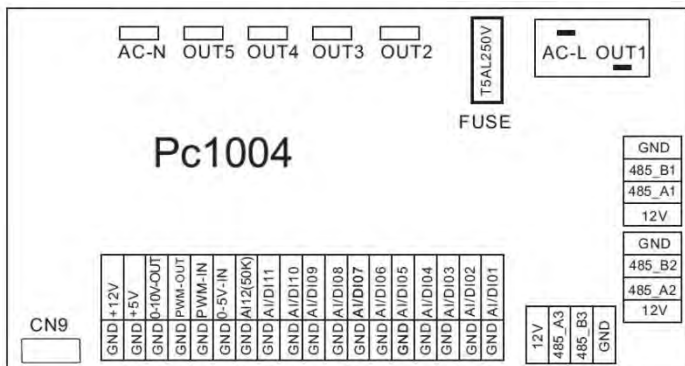 AC-N OUT5 OUT4 OUT3 OUT2
T5AL250V
FUSE
AC-L OUT1
Pc1004
GND
485_B1
485_A1
12V
GND
485_B2
485_A2
12V
+12V +5V 0-10V-OUT PWM-OUT PWM-IN 0-5V-IN AI12(50K) AI/DI11 AI/DI10 AI/DI09 AI/DI08 AI/DI07 AI/DI06 AI/DI05 AI/DI04 AI/DI03 AI/DI02 AI/DI01
GND GND GND GND GND GND GND GND GND GND GND GND GND GND GND GND GND GND
CN9
12V 485_A3 485_B3 GND